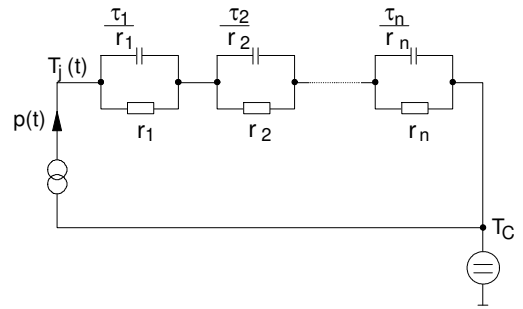 τ1 τ2 τn
r1 r2 rn
Tj (t)
r1 r2 rn
p(t)
TC